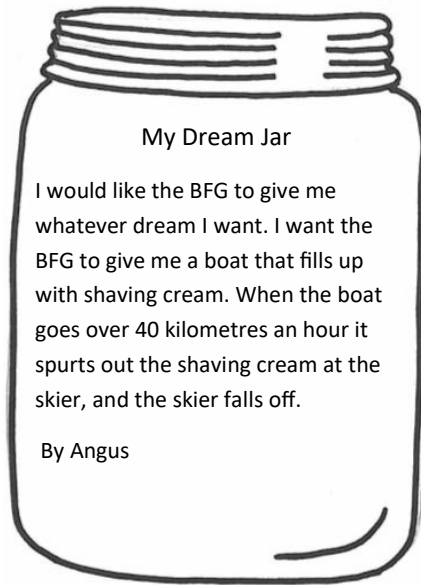 My Dream Jar
I would like the BFG to give me
whatever dream I want. I want the
BFG to give me a boat that fills up
with shaving cream. When the boat
goes over 40 kilometres an hour it
spurts out the shaving cream at the
skier, and the skier falls off.
By Angus